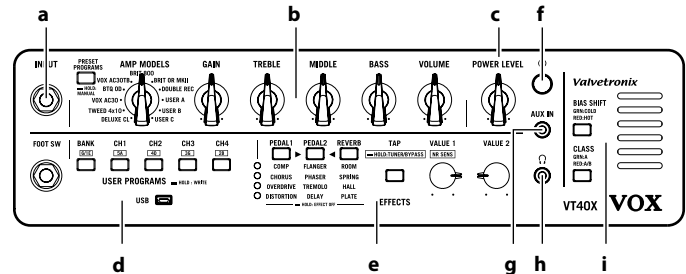 a
b
c
f
INPUT
PRESET PROGRAMS
HOLD: MANUAL
AMP MODELS
BRIT 800
VOX AC30TB
BTQ OD
VOX AC30
TWEED 4x10
DELUXE CL
BRIT OR MKII
DOUBLE REC
USER A
USER B
USER C
GAIN
TREBLE
MIDDLE
BASS
VOLUME
POWER LEVEL
AUX IN
Valvetronix
BIAS SHIFT
GRN:COLD
RED:HOT
CLASS
GRN:A
RED:A/B
VT40X VOX
FOOT SW
BANK CH1 CH2 CH3 CH4
USER PROGRAMS HOLD : WRITE
USB
PEDAL1 PEDAL2 REVERB
COMP FLANGER ROOM
CHORUS PHASER SPRING
OVERDRIVE TREMOLO HALL
DISTORTION DELAY PLATE
HOLD: EFFECT OFF
TAP
HOLD:TUNER/BYPASS
VALUE 1
NR SENS
VALUE 2
EFFECTS
d
e
g
h
i